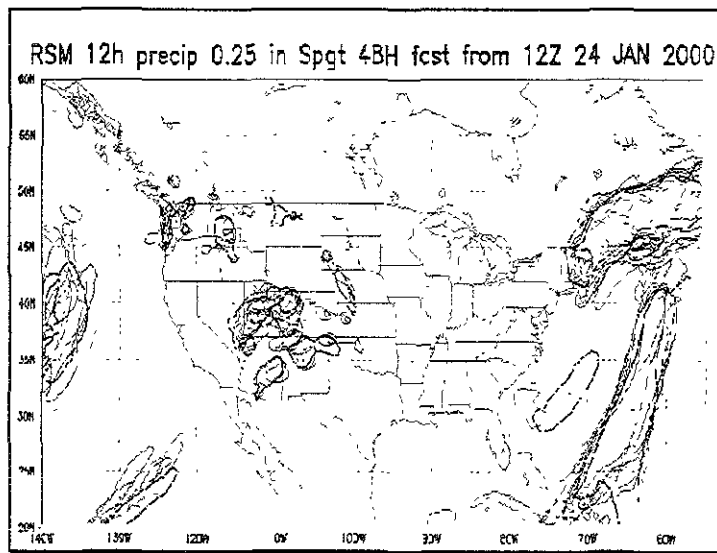 RSM 12h precip 0.25 in Spgt 48H fcst from 12Z 24 JAN 2000
60N
55N
50N
45N
40N
35N
30N
25N
20N
140W 130W 120W 0W 100W 80W 70W 60W